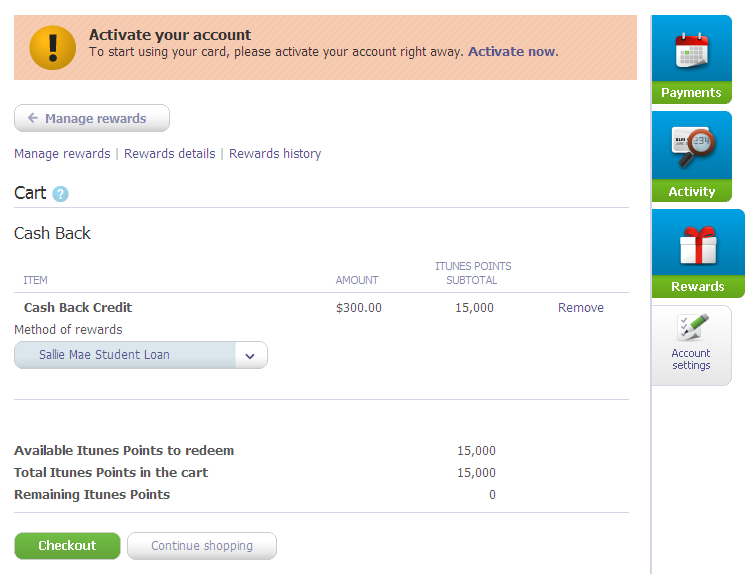 Activate your account
To start using your card, please activate your account right away. Activate now.
Manage rewards
Manage rewards | Rewards details | Rewards history
Cart ?
Cash Back
ITEM AMOUNT ITUNES POINTS SUBTOTAL
Cash Back Credit $300.00 15,000 Remove
Method of rewards
Sallie Mae Student Loan
Available Itunes Points to redeem 15,000
Total Itunes Points in the cart 15,000
Remaining Itunes Points 0
Checkout Continue shopping
Payments
Activity
Rewards
Account
settings